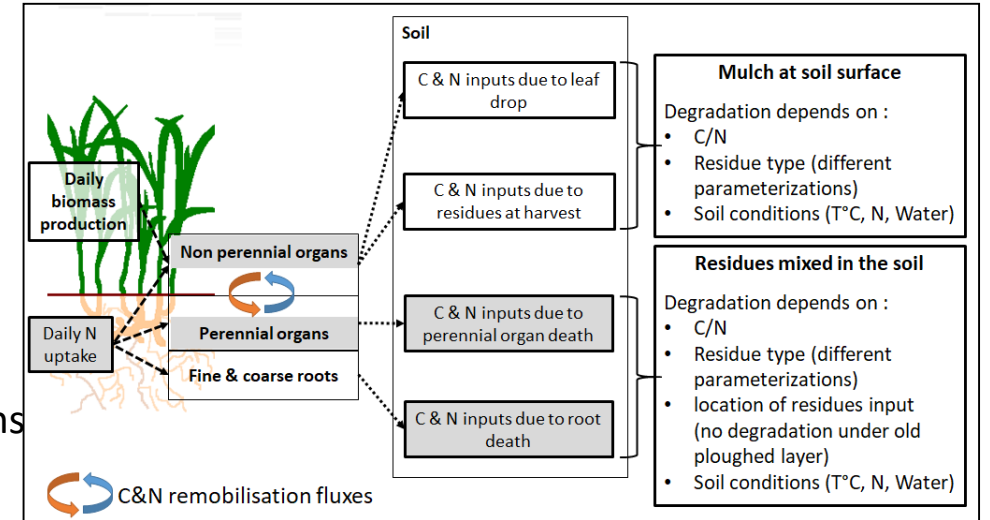 Soil
C & N inputs due to leaf
drop
C & N inputs due to
residues at harvest
C & N inputs due to
perennial organ death
C & N inputs due to root
death
Daily
biomass
production
Daily N
uptake
Non perennial organs
Perennial organs
Fine & coarse roots
ns
C&N remobilisation fluxes
Mulch at soil surface
Degradation depends on :
• C/N
• Residue type (different
parameterizations)
• Soil conditions (T°C, N, Water)
Residues mixed in the soil
Degradation depends on :
• C/N
• Residue type (different
parameterizations)
• location of residues input
(no degradation under old
ploughed layer)
• Soil conditions (T°C, N, Water)